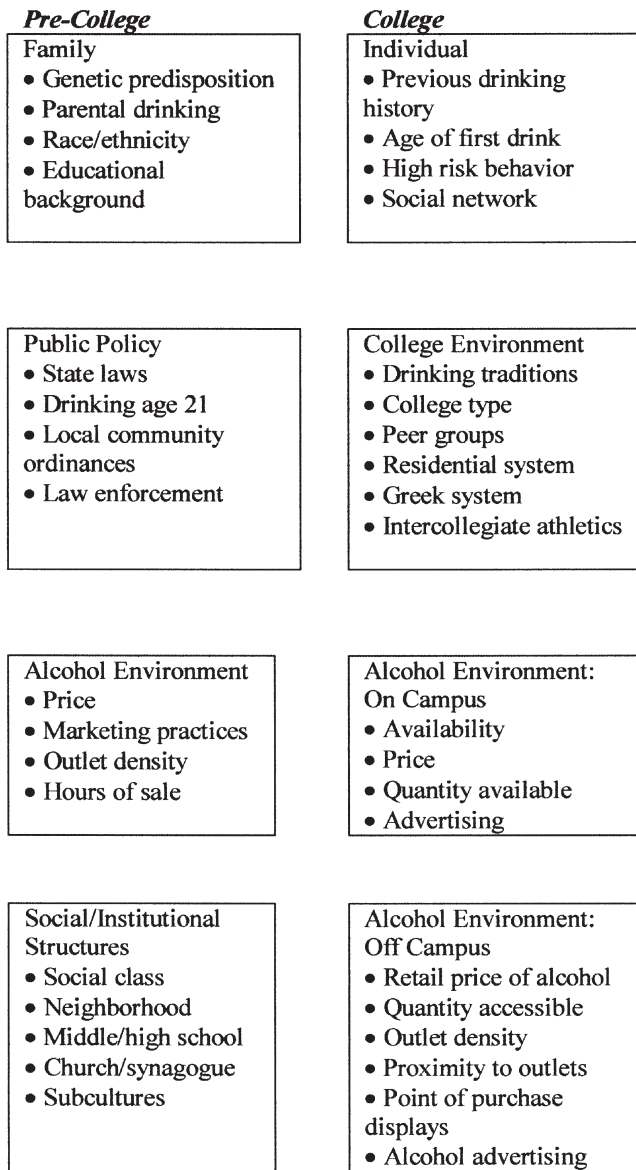 Pre-College
Family
• Genetic predisposition
• Parental drinking
• Race/ethnicity
• Educational
background
Public Policy
• State laws
• Drinking age 21
• Local community
ordinances
• Law enforcement
Alcohol Environment
• Price
• Marketing practices
• Outlet density
• Hours of sale
Social/Institutional
Structures
• Social class
• Neighborhood
• Middle/high school
• Church/synagogue
• Subcultures
College
Individual
• Previous drinking
history
• Age of first drink
• High risk behavior
• Social network
College Environment
• Drinking traditions
• College type
• Peer groups
• Residential system
• Greek system
• Intercollegiate athletics
Alcohol Environment:
On Campus
• Availability
• Price
• Quantity available
• Advertising
Alcohol Environment:
Off Campus
• Retail price of alcohol
• Quantity accessible
• Outlet density
• Proximity to outlets
• Point of purchase
displays
• Alcohol advertising